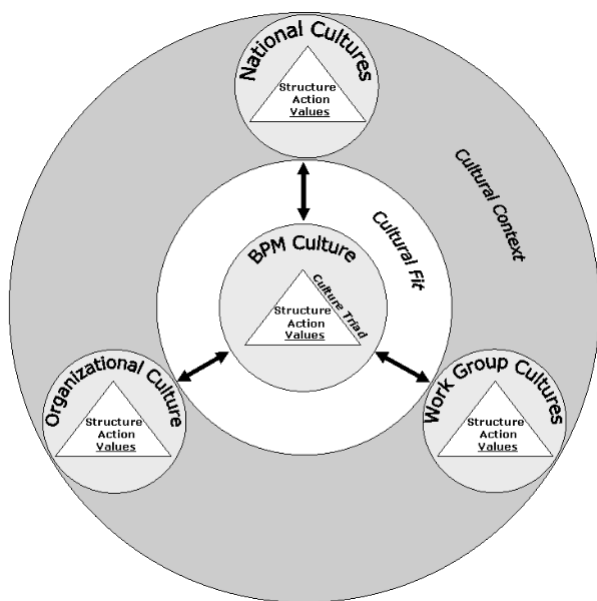 National Cultures
Structure
Action
Values
Cultural Context
Cultural Fit
BPM Culture
Culture Triad
Structure
Action
Values
Organizational Culture
Structure
Action
Values
Work Group Cultures
Structure
Action
Values